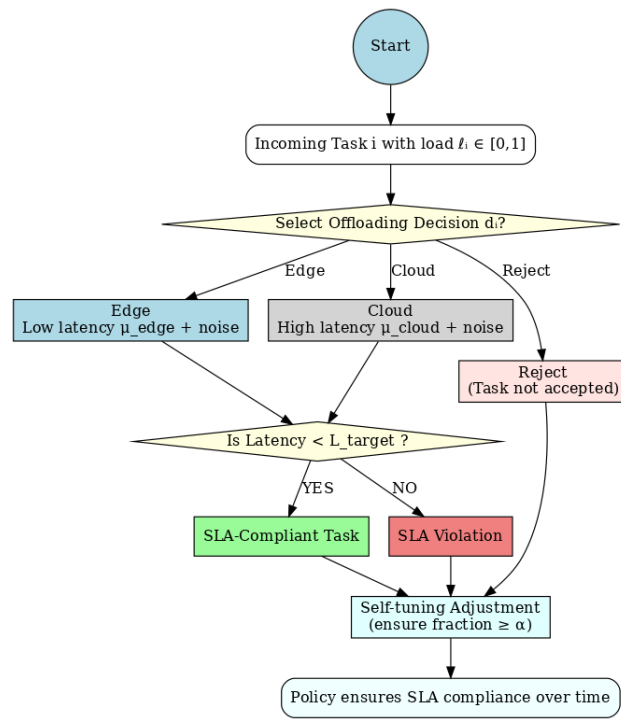 Start
Incoming Task i with load ℓᵢ ∈ [0,1]
Select Offloading Decision dᵢ?
Edge
Cloud
Reject
Edge
Low latency μ_edge + noise
Cloud
High latency μ_cloud + noise
Reject
(Task not accepted)
Is Latency < L_target ?
YES
NO
SLA-Compliant Task
SLA Violation
Self-tuning Adjustment
(ensure fraction ≥ α)
Policy ensures SLA compliance over time